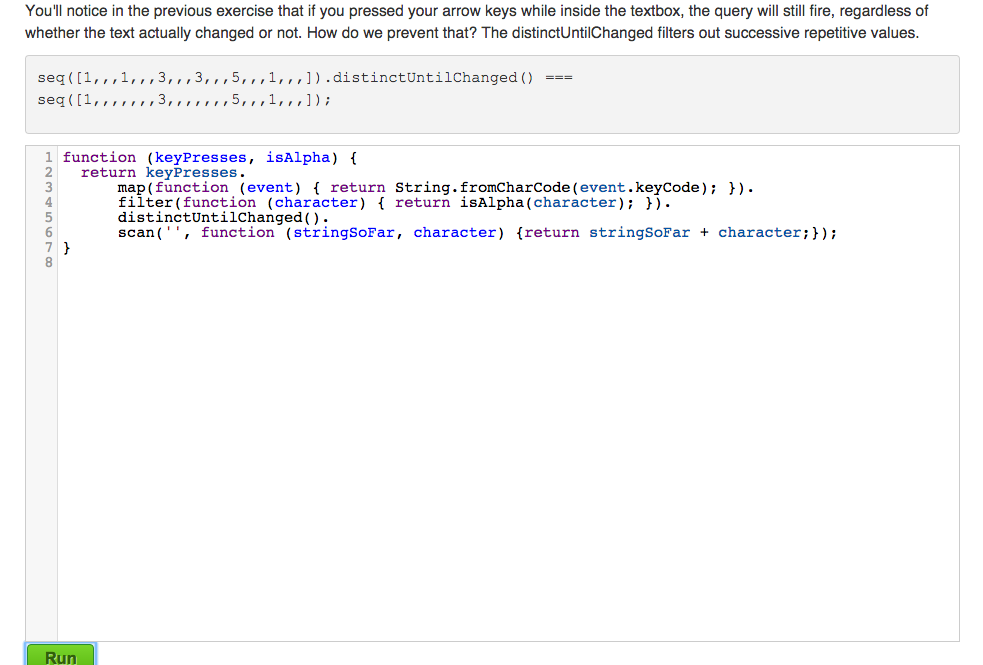 You'll notice in the previous exercise that if you pressed your arrow keys while inside the textbox, the query will still fire, regardless of
whether the text actually changed or not. How do we prevent that? The distinctUntilChanged filters out successive repetitive values.
seq([1,,,1,,,3,,,3,,,5,,,1,,,]).distinctUntilChanged() ===
seq([1,,,,,,,3,,,,,,,5,,,1,,,]);
1 function (keyPresses, isAlpha) {
2   return keyPresses.
3       map(function (event) { return String.fromCharCode(event.keyCode); }).
4       filter(function (character) { return isAlpha(character); }).
5       distinctUntilChanged().
6       scan('', function (stringSoFar, character) {return stringSoFar + character;});
7 }
8
Run